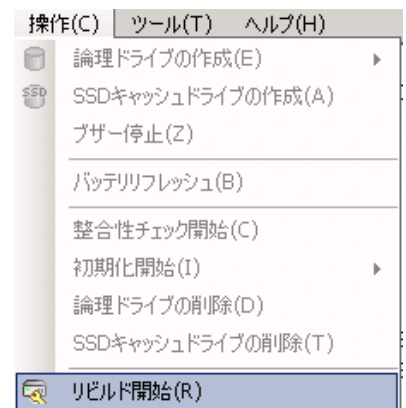 操作(C) ツール(T) ヘルプ(H)
論理ドライブの作成(E)
SSD SSDキャッシュドライブの作成(A)
ブザー停止(Z)
バッテリリフレッシュ(B)
整合性チェック開始(C)
初期化開始(I)
論理ドライブの削除(D)
SSDキャッシュドライブの削除(T)
リビルド開始(R)